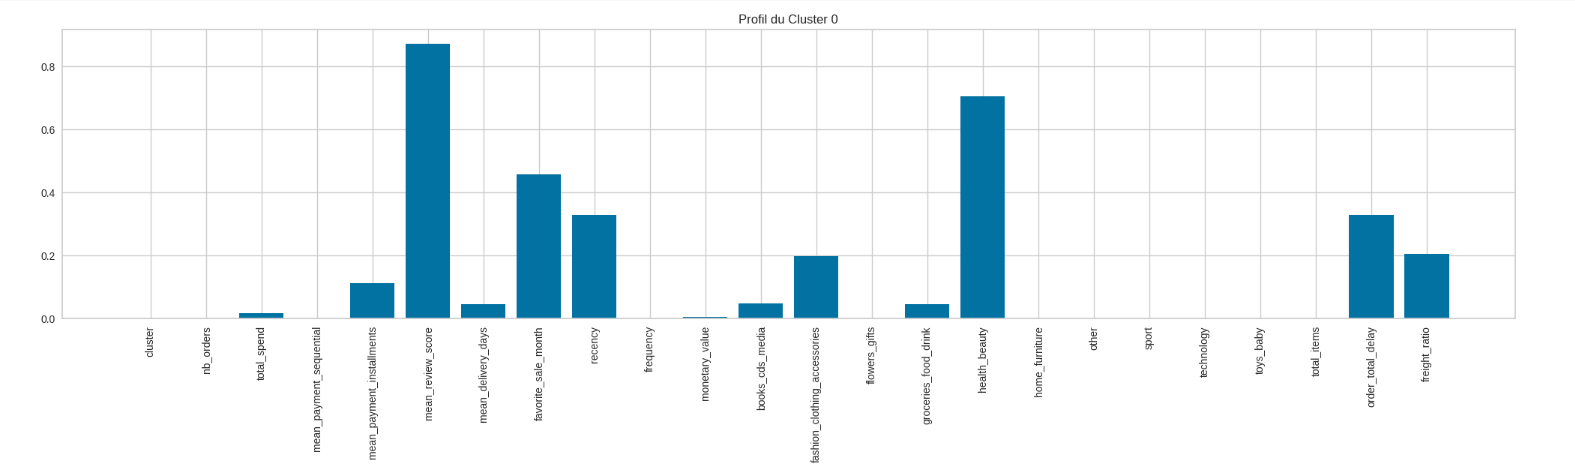 Profil du Cluster 0
0.8
0.6
0.4
0.2
0.0
cluster
nb_orders
total_spend
mean_payment_sequential
mean_payment_installments
mean_review_score
mean_delivery_days
favorite_sale_month
recency
frequency
monetary_value
books_cds_media
fashion_clothing_accessories
flowers_gifts
groceries_food_drink
health_beauty
home_furniture
other
sport
technology
toys_baby
total_items
order_total_delay
freight_ratio